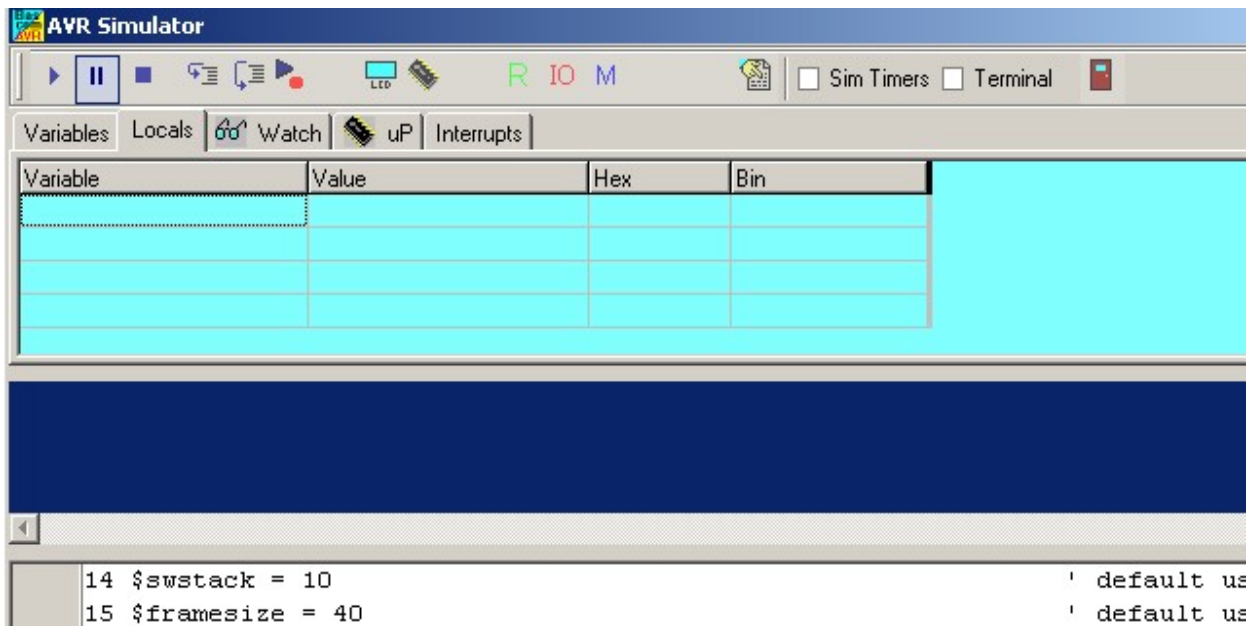 AVR Simulator
LCD R IO M Sim Timers Terminal
Variables Locals Watch uP Interrupts
Variable Value Hex Bin
14 $swstack = 10 ' default us
15 $framesize = 40 ' default us